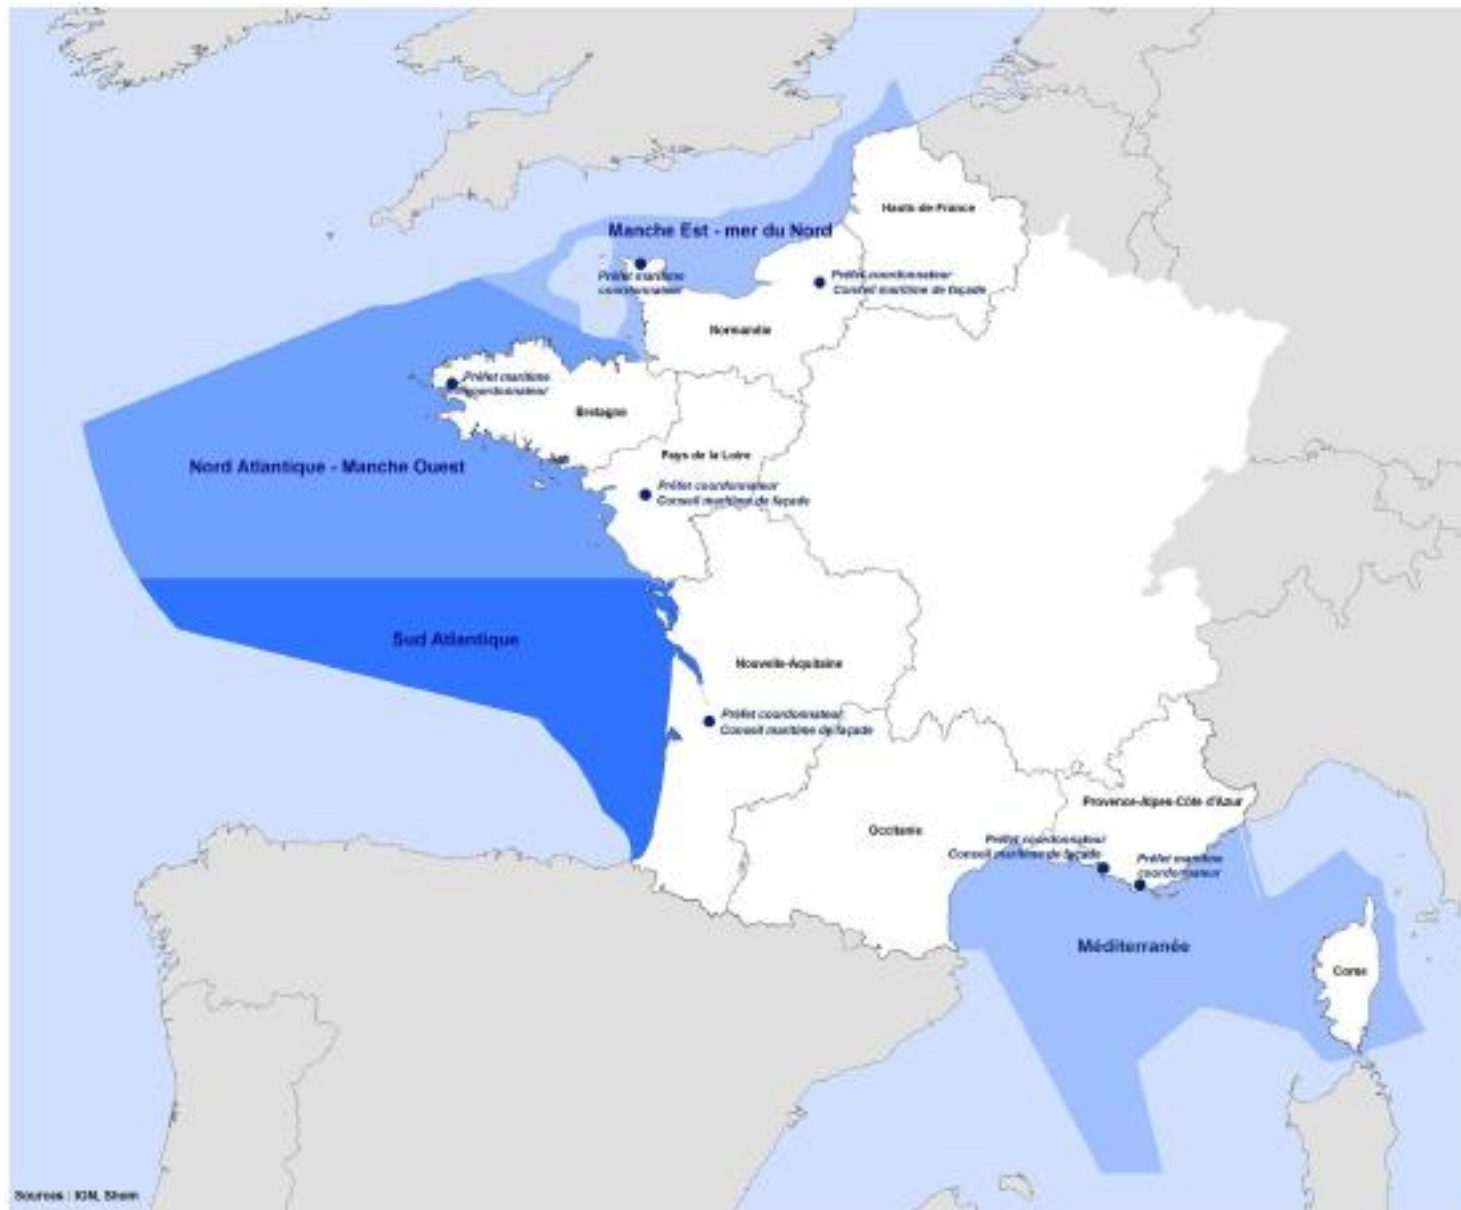 Hauts-de-France
Manche Est - mer du Nord
Préfet maritime
coordonnateur
Préfet coordonnateur
Conseil maritime de façade
Normandie
Préfet maritime
coordonnateur
Bretagne
Pays de la Loire
Nord Atlantique - Manche Ouest
Préfet coordonnateur
Conseil maritime de façade
Sud Atlantique
Nouvelle-Aquitaine
Préfet coordonnateur
Conseil maritime de façade
Provence-Alpes-Côte d'Azur
Occitanie
Préfet coordonnateur
Conseil maritime de façade
Préfet maritime
coordonnateur
Méditerranée
Corse
Sources : IGN, Shom